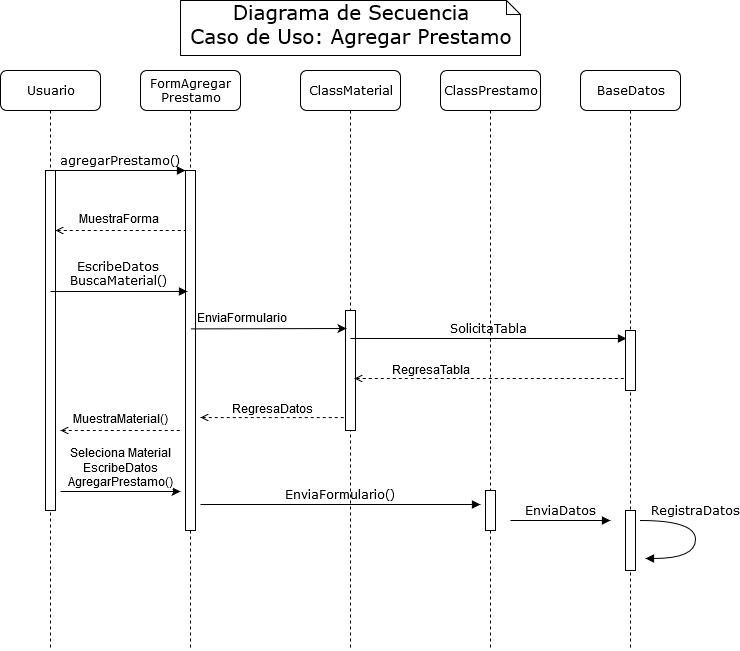 Diagrama de Secuencia
Caso de Uso: Agregar Prestamo
Usuario
FormAgregar
Prestamo
ClassMaterial
ClassPrestamo
BaseDatos
agregarPrestamo()
MuestraForma
EscribeDatos
BuscaMaterial()
EnviaFormulario
SolicitaTabla
RegresaTabla
RegresaDatos
MuestraMaterial()
Seleciona Material
EscribeDatos
AgregarPrestamo()
EnviaFormulario()
EnviaDatos
RegistraDatos